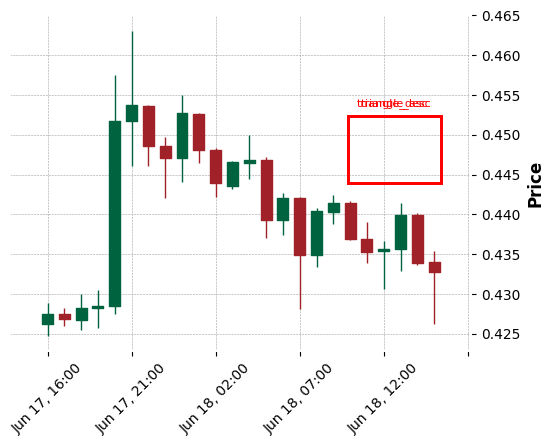 0.465
0.460
0.455
triangle_desc
0.450
0.445
0.440
0.435
0.430
0.425
Price
Jun 17, 16:00
Jun 17, 21:00
Jun 18, 02:00
Jun 18, 07:00
Jun 18, 12:00